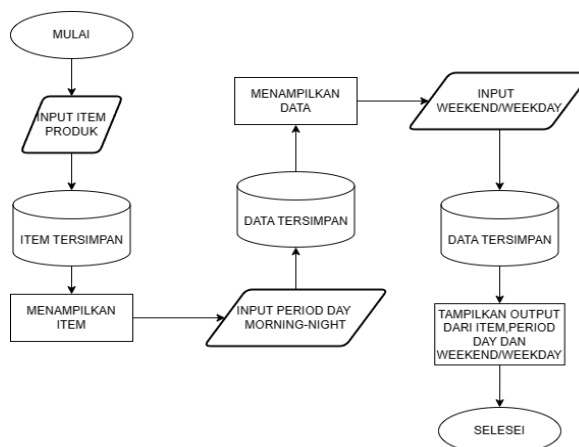 MULAI
INPUT ITEM
PRODUK
ITEM TERSIMPAN
MENAMPILKAN
ITEM
INPUT PERIOD DAY
MORNING-NIGHT
DATA TERSIMPAN
MENAMPILKAN
DATA
INPUT
WEEKEND/WEEKDAY
DATA TERSIMPAN
TAMPILKAN OUTPUT
DARI ITEM,PERIOD
DAY DAN
WEEKEND/WEEKDAY
SELESEI